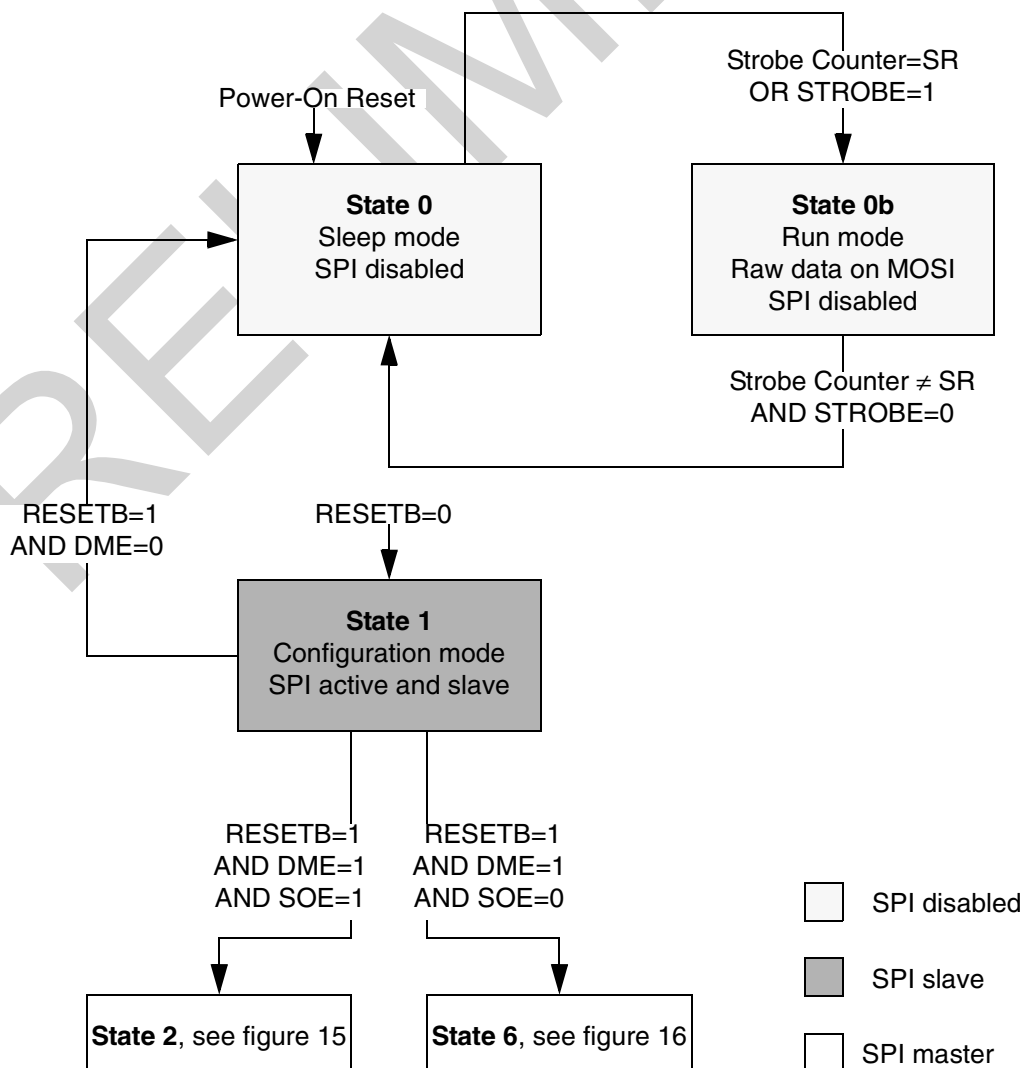 Power-On Reset
Strobe Counter=SR
OR STROBE=1
State 0
Sleep mode
SPI disabled
State 0b
Run mode
Raw data on MOSI
SPI disabled
Strobe Counter ≠ SR
AND STROBE=0
RESETB=1
AND DME=0
RESETB=0
State 1
Configuration mode
SPI active and slave
RESETB=1
AND DME=1
AND SOE=1
RESETB=1
AND DME=1
AND SOE=0
State 2, see figure 15
State 6, see figure 16
SPI disabled
SPI slave
SPI master